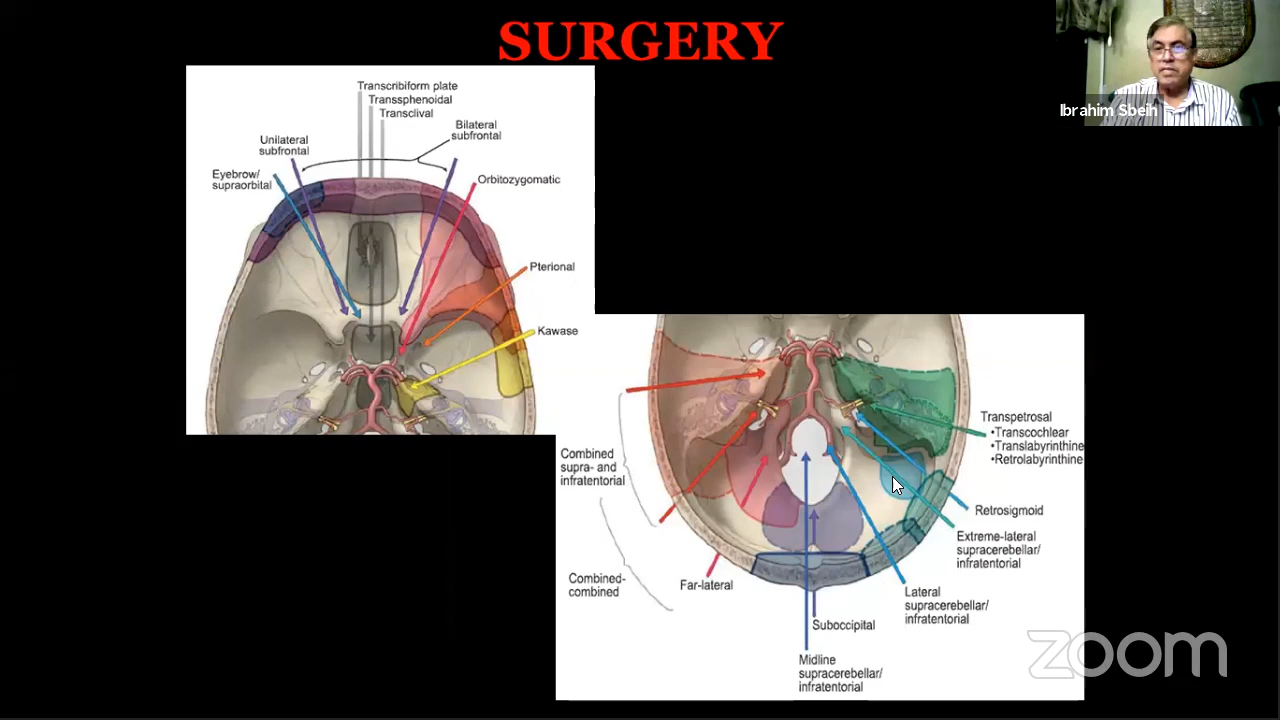 SURGERY
Ibrahim Sbeih
Transcribiform plate
Transsphenoidal
Transclival
Bilateral
subfrontal
Unilateral
subfrontal
Eyebrow/
supraorbital
Orbitozygomatic
Pterional
Kawase
Transpetrosal
•Transcochlear
•Translabyrinthine
•Retrolabyrinthine
Combined
supra- and
infratentorial
Retrosigmoid
Extreme-lateral
supracerebellar/
infratentorial
Combined-
combined
Far-lateral
Lateral
supracerebellar/
infratentorial
Suboccipital
Midline
supracerebellar/
infratentorial
zoom